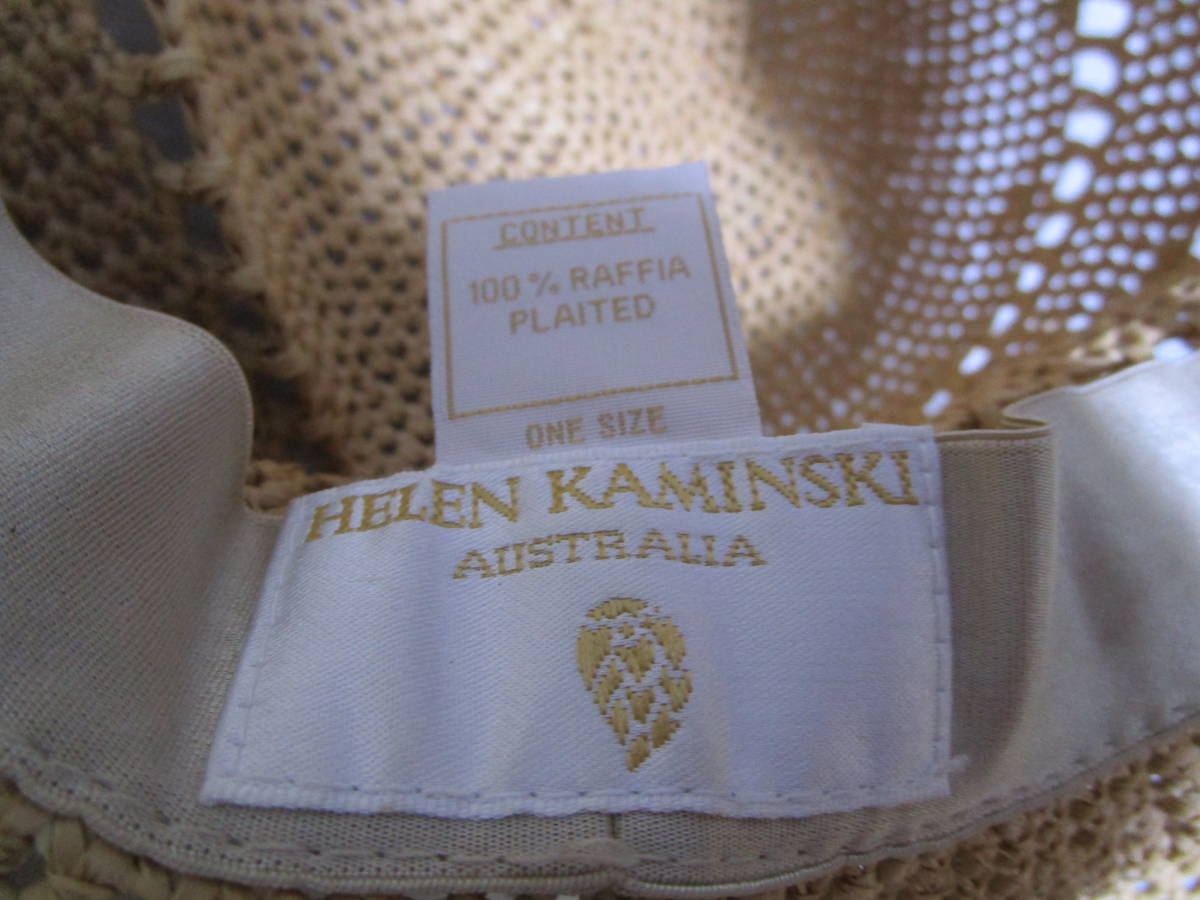 CONTENT
100% RAFFIA
PLAITED
ONE SIZE
HELEN KAMINSKI
AUSTRALIA